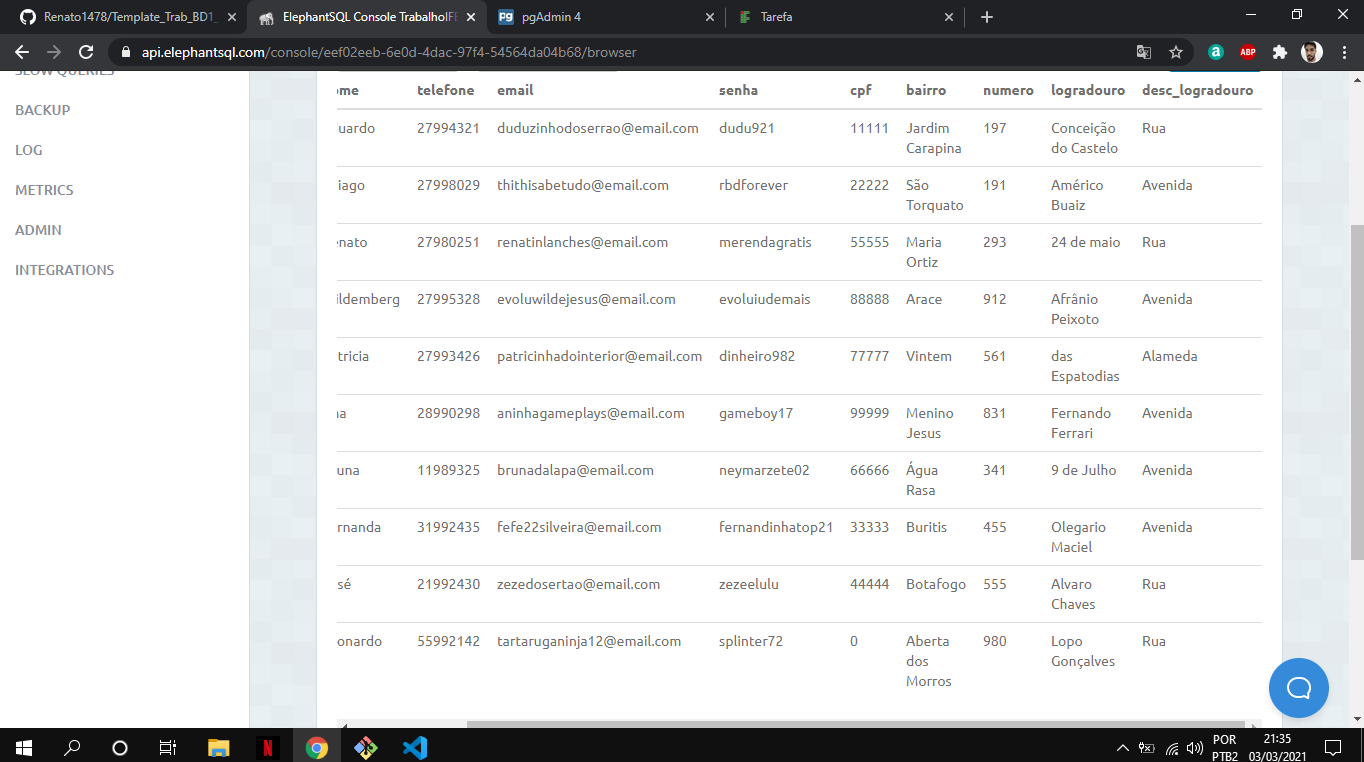 Renato1478/Template_Trab_BD1_
ElephantSQL Console TrabalhoIFE
pgAdmin 4
Tarefa
api.elephantsql.com/console/eef02eeb-6e0d-4dac-97f4-54564da04b68/browser
SLOW QUERIES
BACKUP
LOG
METRICS
ADMIN
INTEGRATIONS
ome telefone email senha cpf bairro numero logradouro desc_logradouro
uardo 27994321 duduzinhodoserrao@email.com dudu921 11111 Jardim 197 Conceição Rua
Carapina do Castelo
iago 27998029 thithisabetudo@email.com rbdforever 22222 São 191 Américo Avenida
Torquato Buaiz
enato 27980251 renatinlanches@email.com merendagratis 55555 Maria 293 24 de maio Rua
Ortiz
ildemberg 27995328 evoluwildejesus@email.com evoluiudemais 88888 Arace 912 Afrânio Avenida
Peixoto
tricia 27993426 patricinhadointerior@email.com dinheiro982 77777 Vintem 561 das Alameda
Espatodias
na 28990298 aninhagameplays@email.com gameboy17 99999 Menino 831 Fernando Avenida
Jesus Ferrari
una 11989325 brunadalapa@email.com neymarzete02 66666 Água 341 9 de Julho Avenida
Rasa
rnanda 31992435 fefe22silveira@email.com fernandinhatop21 33333 Buritis 455 Olegario Avenida
Maciel
sé 21992430 zezedosertao@email.com zezeelulu 44444 Botafogo 555 Alvaro Rua
Chaves
onardo 55992142 tartaruganinja12@email.com splinter72 0 Aberta 980 Lopo Rua
dos Gonçalves
Morros
POR 21:35
PTB2 03/03/2021